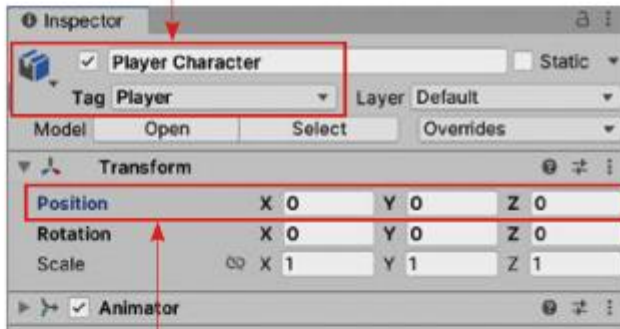 Inspector
Player Character Static
Tag Player Layer Default
Model Open Select Overrides
Transform
Position X 0 Y 0 Z 0
Rotation X 0 Y 0 Z 0
Scale X 1 Y 1 Z 1
Animator